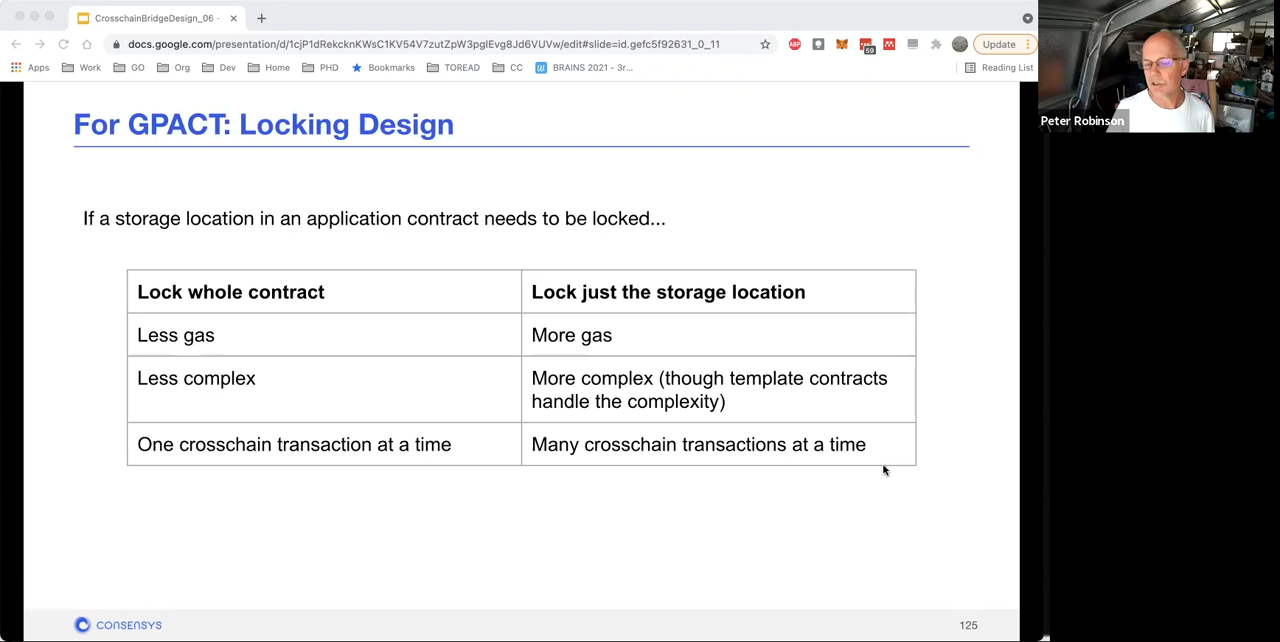 CrosschainBridgeDesign_06 -
docs.google.com/presentation/d/1cjP1dRekcknKWsC1KV54V7zutZpW3pgIEvg8Jd6VUVw/edit#slide=id.gefc5f92631_0_11
ABP
59
Update
Apps
Work
GO
Org
Dev
Home
PHD
Bookmarks
TOREAD
CC
BRAINS 2021 - 3r...
Reading List
Peter Robinson
For GPACT: Locking Design
If a storage location in an application contract needs to be locked...
Lock whole contract
Lock just the storage location
Less gas
More gas
Less complex
More complex (though template contracts
handle the complexity)
One crosschain transaction at a time
Many crosschain transactions at a time
CONSENSYS
125